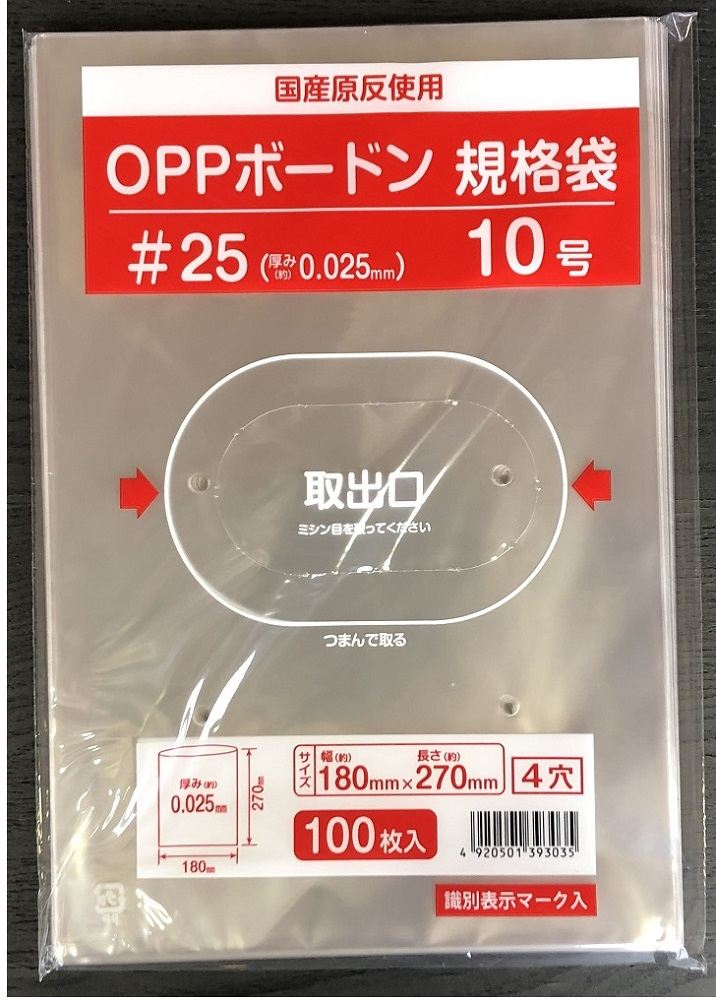 国産原反使用
OPPボードン 規格袋
#25(厚み(約)0.025mm) 10号
取出口
ミシン目を破ってください
つまんで取る
厚み(約)
0.025mm
270mm
180mm
サイズ 幅(約) 長さ(約)
180mm×270mm
4穴
100枚入
4 920501 393035
識別表示マーク入